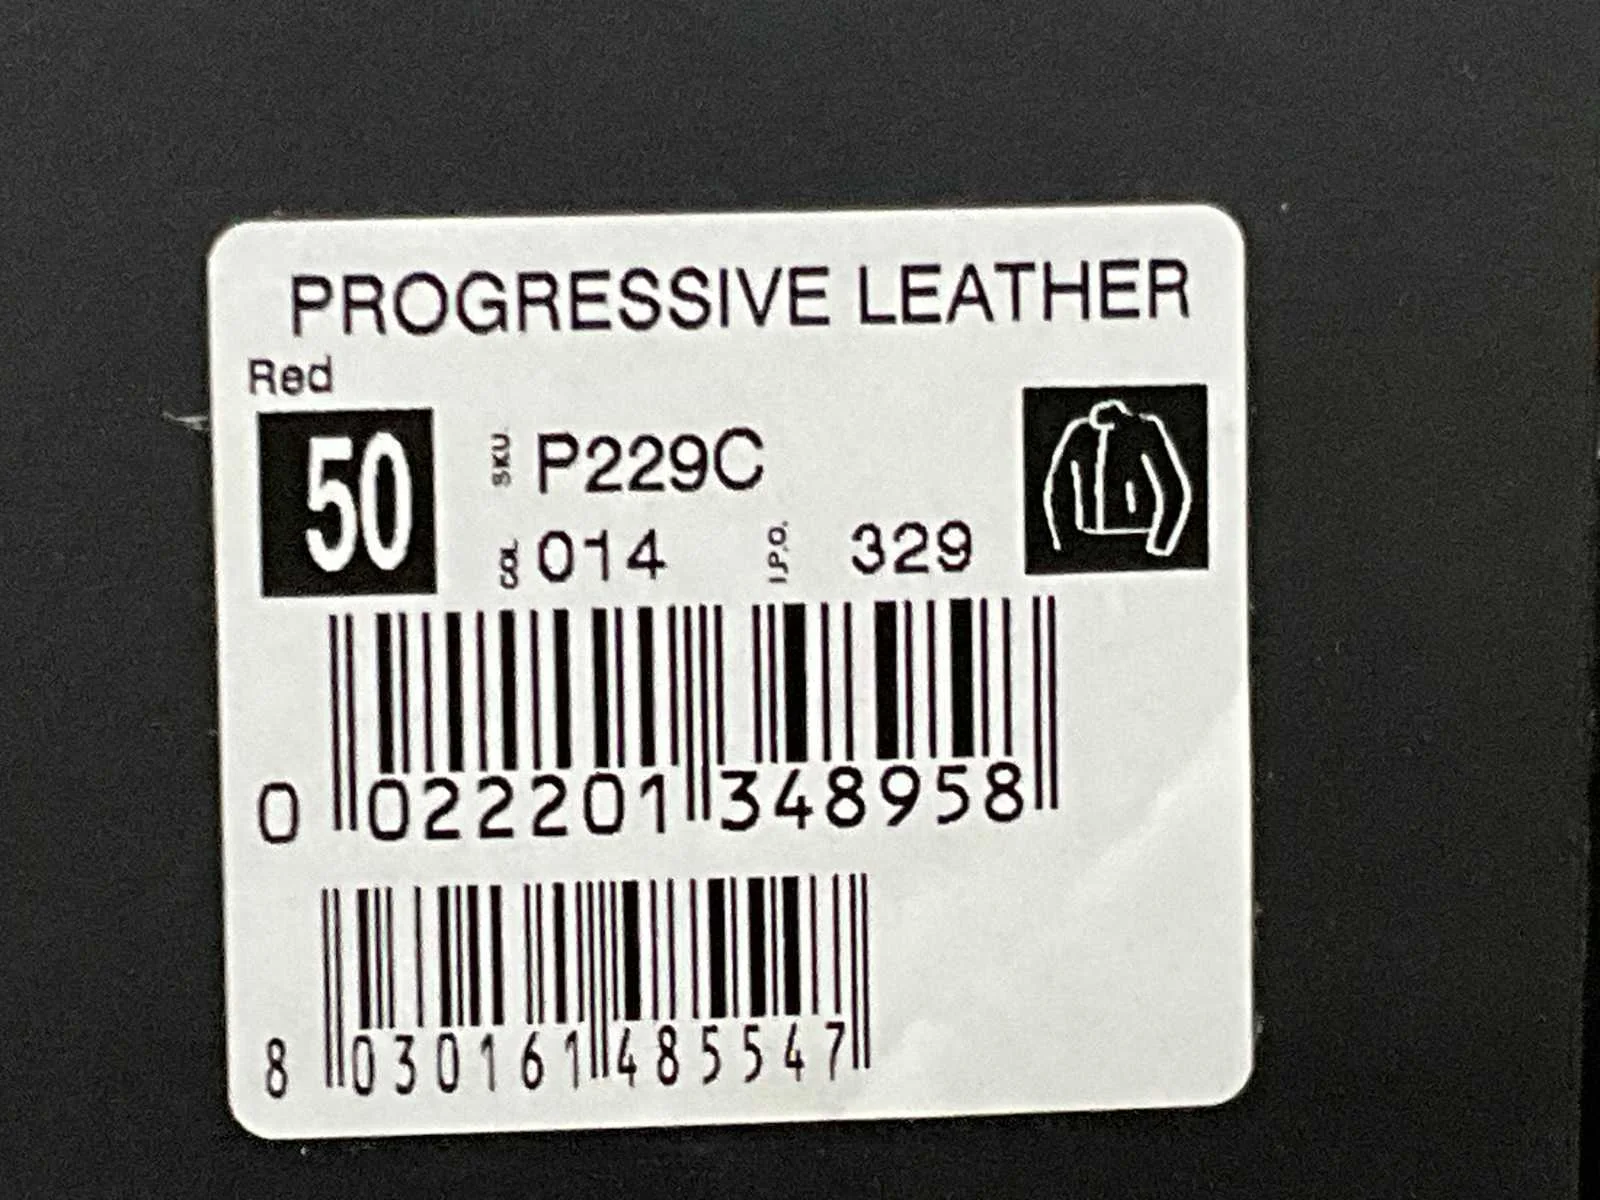 PROGRESSIVE LEATHER
Red
50 SKU. P229C
COL 014 I.P.O. 329
0 022201 348958
8 030161 485547